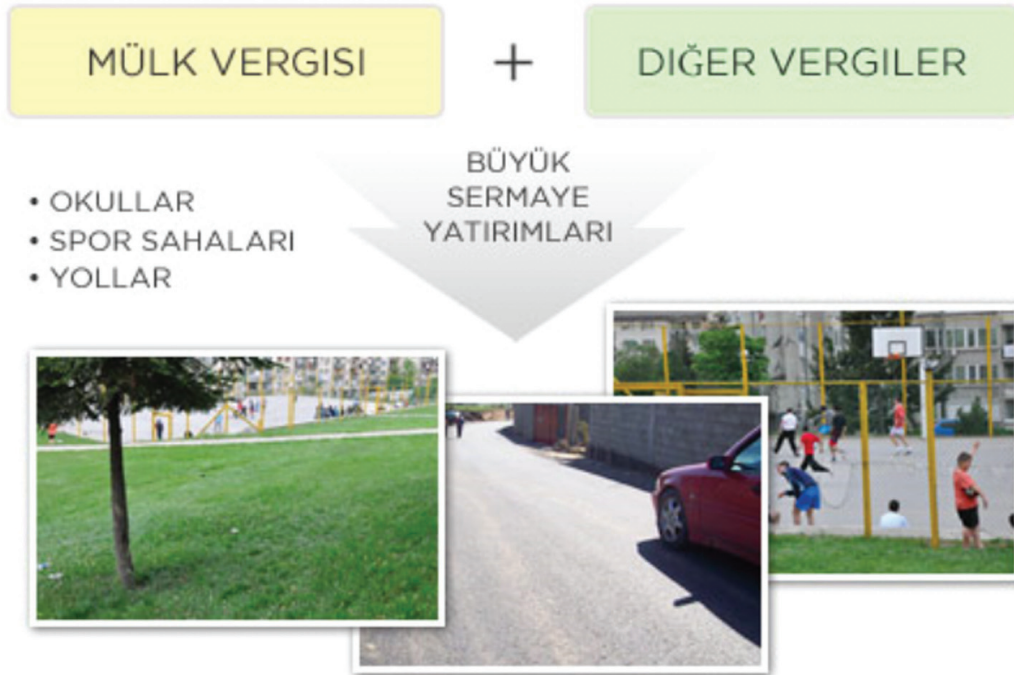 MÜLK VERGISI
+
DIĞER VERGILER
BÜYÜK
SERMAYE
YATIRIMLARI
• OKULLAR
• SPOR SAHALARI
• YOLLAR